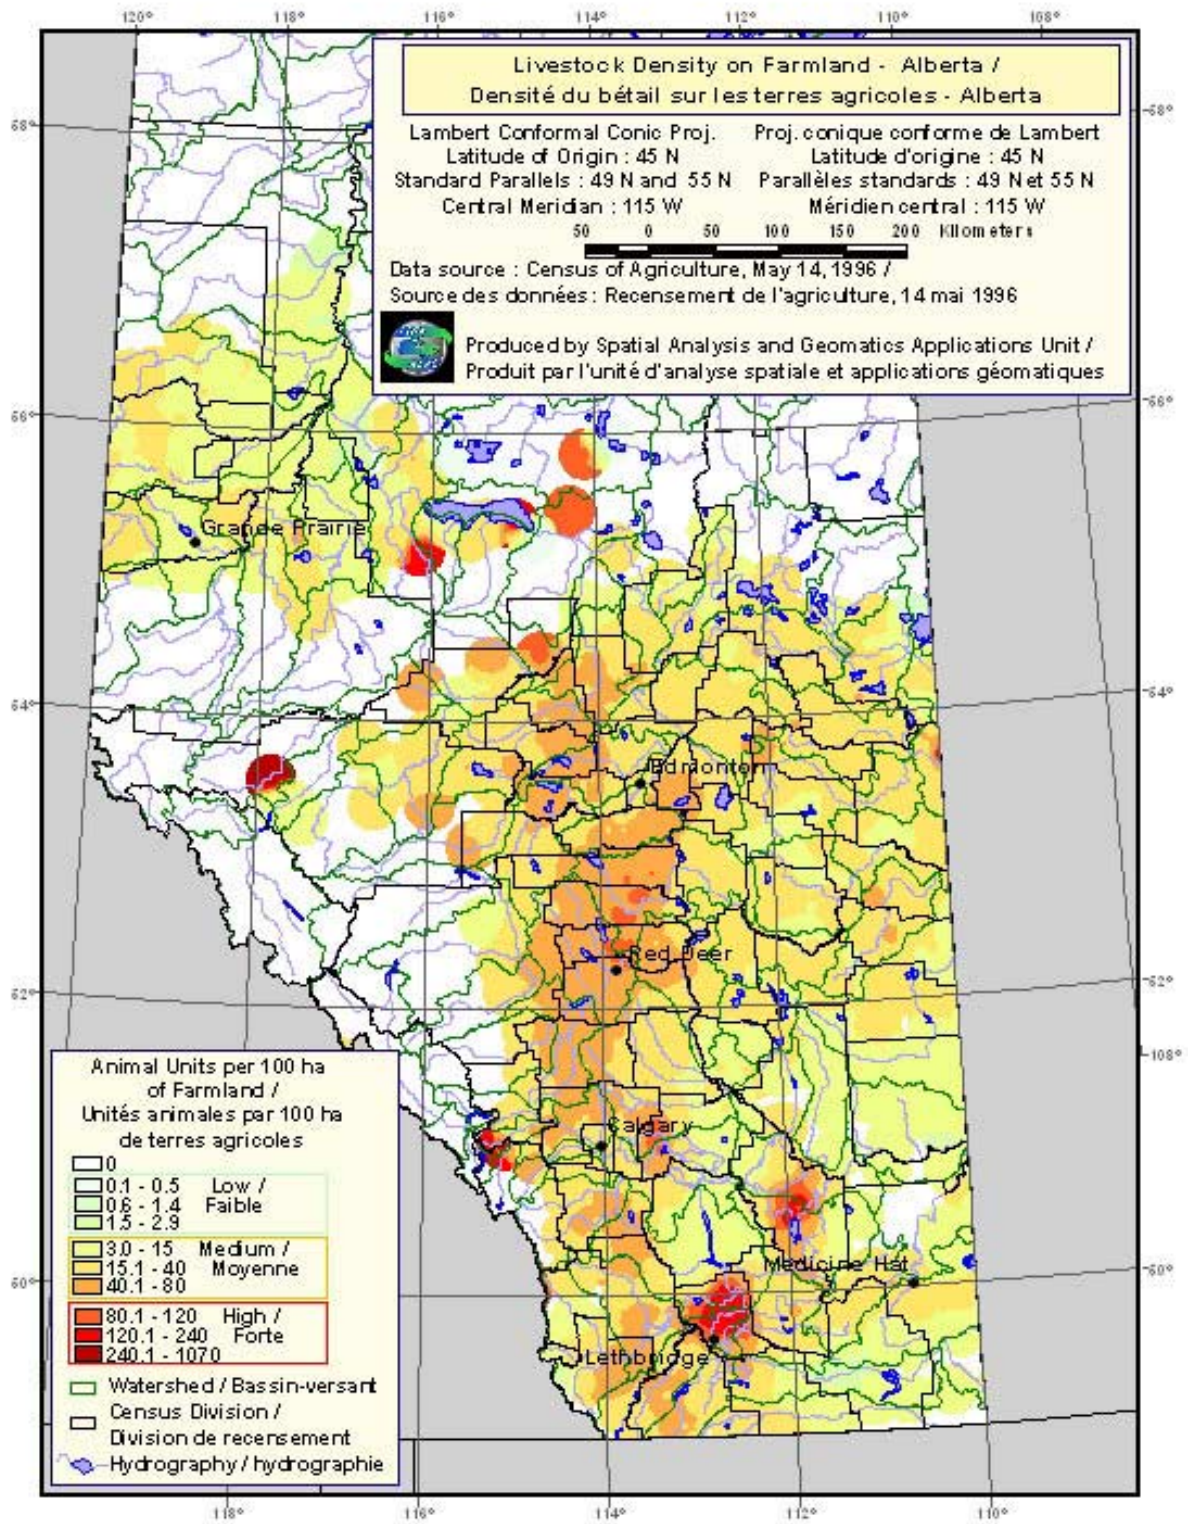 120° 118° 116° 114° 112° 110° 108°
Livestock Density on Farmland - Alberta /
Densité du bétail sur les terres agricoles - Alberta
Lambert Conformal Conic Proj. Proj. conique conforme de Lambert
Latitude of Origin : 45 N Latitude d'origine : 45 N
Standard Parallels : 49 N and 55 N Parallèles standards : 49 N et 55 N
Central Meridian : 115 W Méridien central : 115 W
50 0 50 100 150 200 Kilometers
Data source : Census of Agriculture, May 14, 1996 /
Source des données : Recensement de l'agriculture, 14 mai 1996
Produced by Spatial Analysis and Geomatics Applications Unit /
Produit par l'unité d'analyse spatiale et applications géomatiques
Grande Prairie
Edmonton
Red Deer
Calgary
Medicine Hat
Lethbridge
108°
Animal Units per 100 ha
of Farmland /
Unités animales par 100 ha
de terres agricoles
0
0.1 - 0.5 Low /
0.6 - 1.4 Faible
1.5 - 2.9
3.0 - 15 Medium /
15.1 - 40 Moyenne
40.1 - 80
80.1 - 120 High /
120.1 - 240 Forte
240.1 - 1070
Watershed / Bassin-versant
Census Division /
Division de recensement
Hydrography / hydrographie
118° 116° 114° 112° 110°